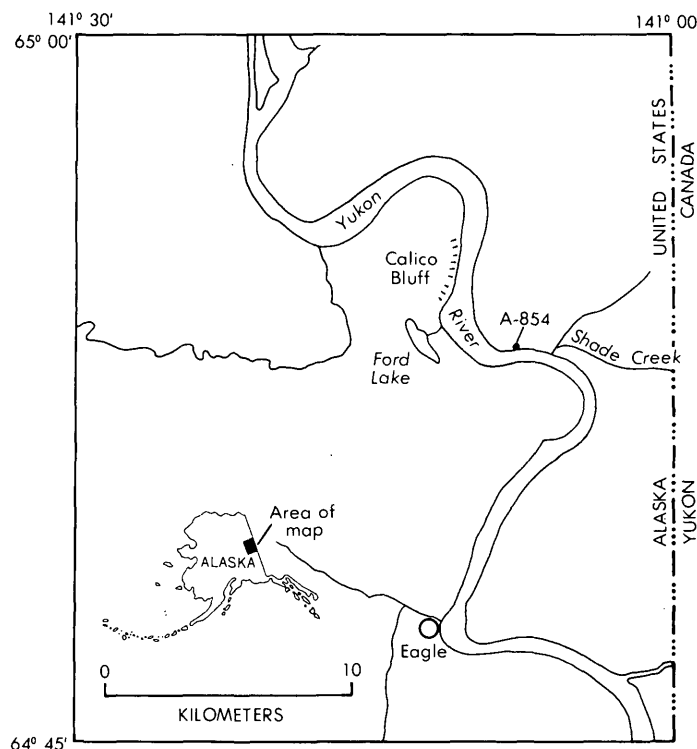 141° 30'
141° 00'
65° 00'
UNITED STATES
CANADA
Yukon
Calico
Bluff
River
A-854
Shade Creek
Ford
Lake
ALASKA
YUKON
Area of
map
ALASKA
Eagle
0 10
KILOMETERS
64° 45'